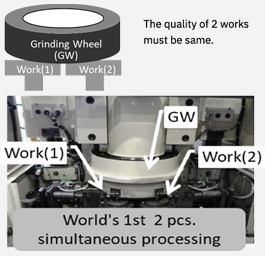 The quality of 2 works
must be same.
Grinding Wheel
(GW)
Work(1) Work(2)
GW
Work(1)
Work(2)
World's 1st 2 pcs.
simultaneous processing